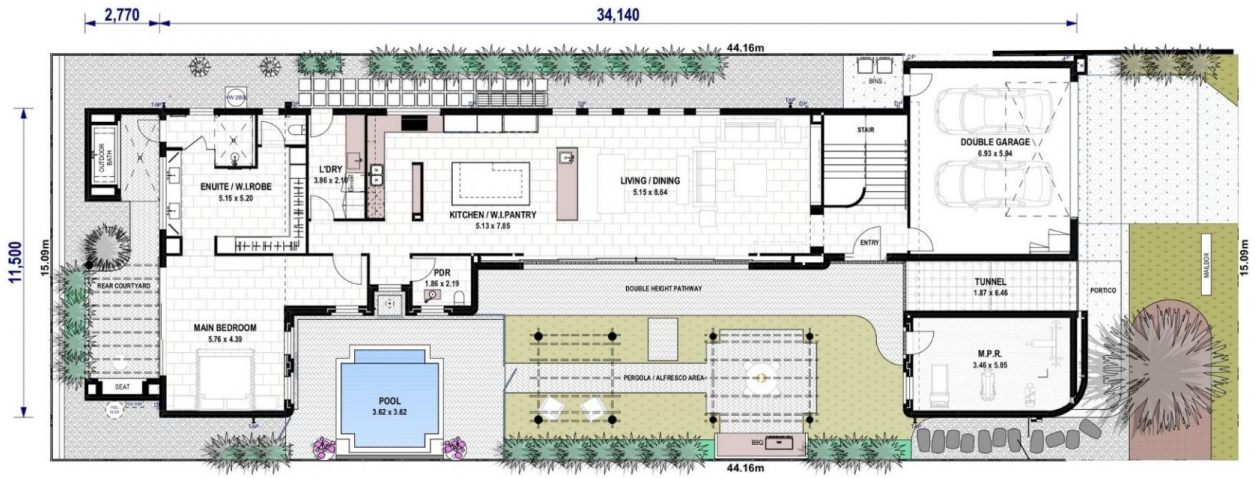 2,770
34,140
44.16m
BINS
STAIR
DOUBLE GARAGE
6.93 x 5.94
OUTDOOR
BATH
ENUITE / W.I.ROBE
5.15 x 5.20
L'DRY
KITCHEN / W.I.PANTRY
5.13 x 7.85
LIVING / DINING
5.15 x 8.64
ENTRY
11,500
15.09m
REAR COURTYARD
PDR
1.86 x 2.19
DOUBLE HEIGHT PATHWAY
TUNNEL
1.87 x 6.46
PORTICO
MAILBOX
15.09m
MAIN BEDROOM
5.76 x 4.39
SEAT
POOL
3.62 x 3.62
PERGOLA / ALFRESCO AREA
M.P.R.
3.46 x 5.85
BBQ
44.16m